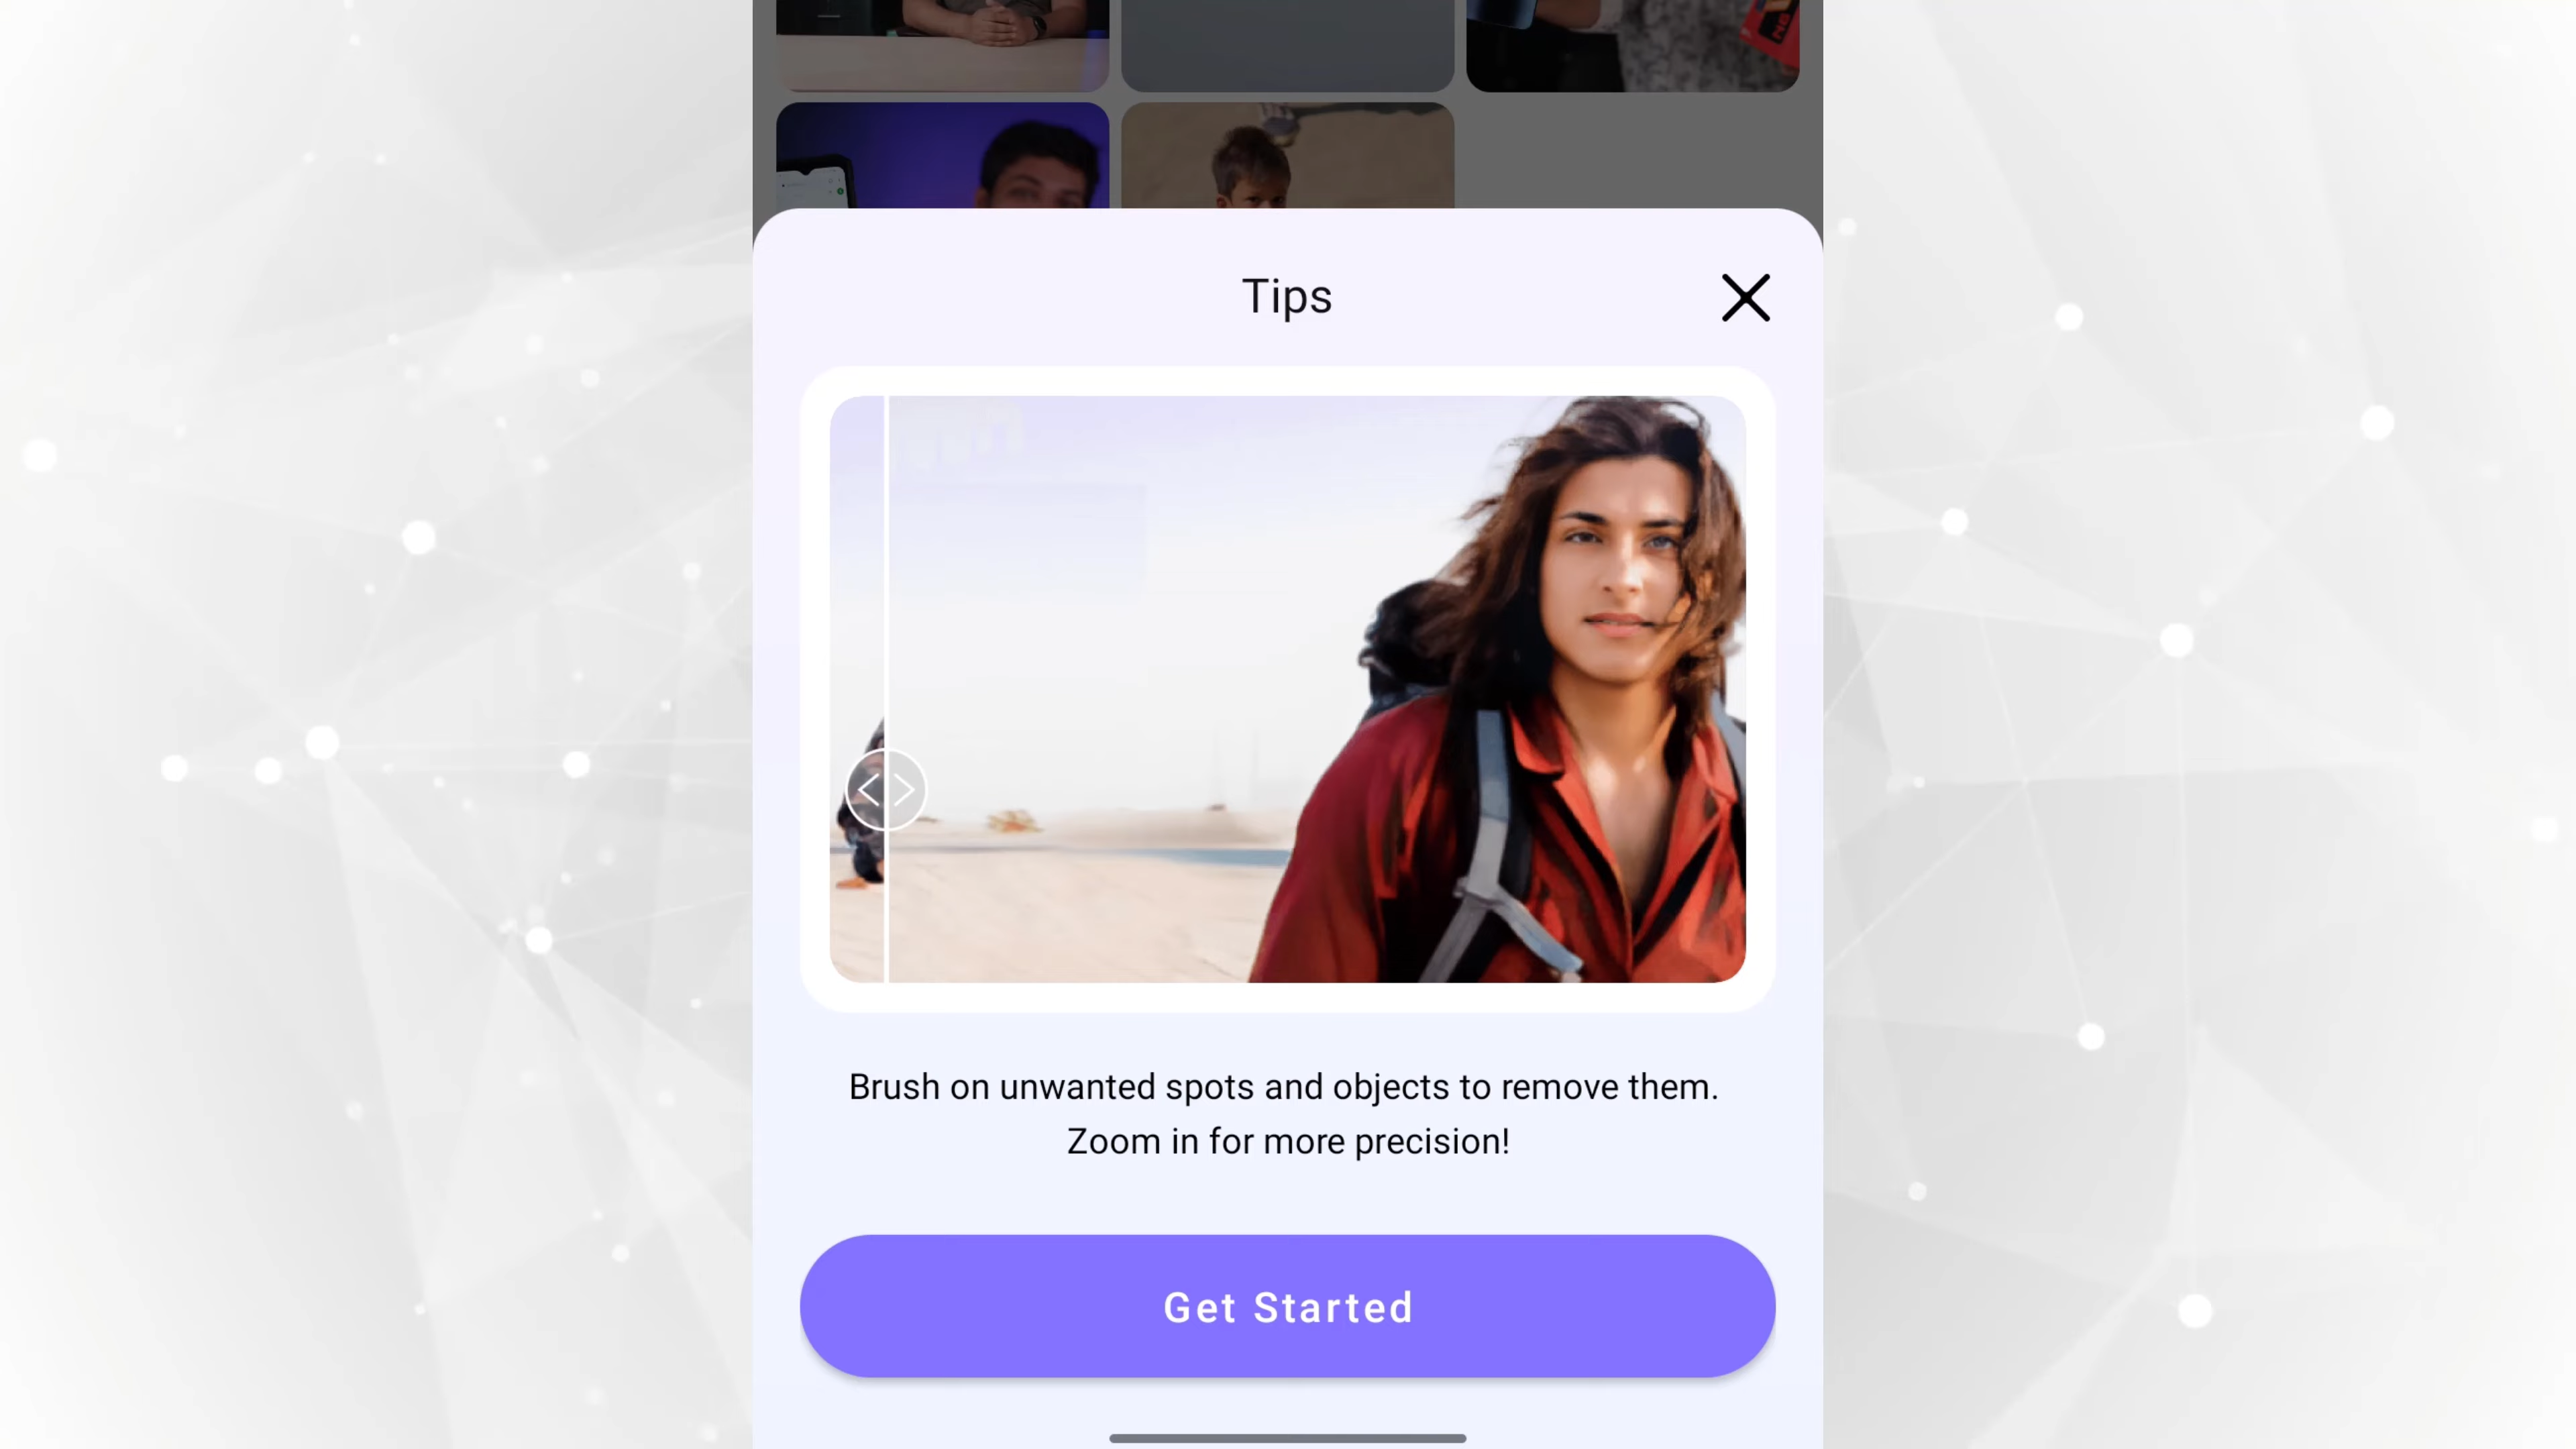 Tips
Brush on unwanted spots and objects to remove them.
Zoom in for more precision!
Get Started